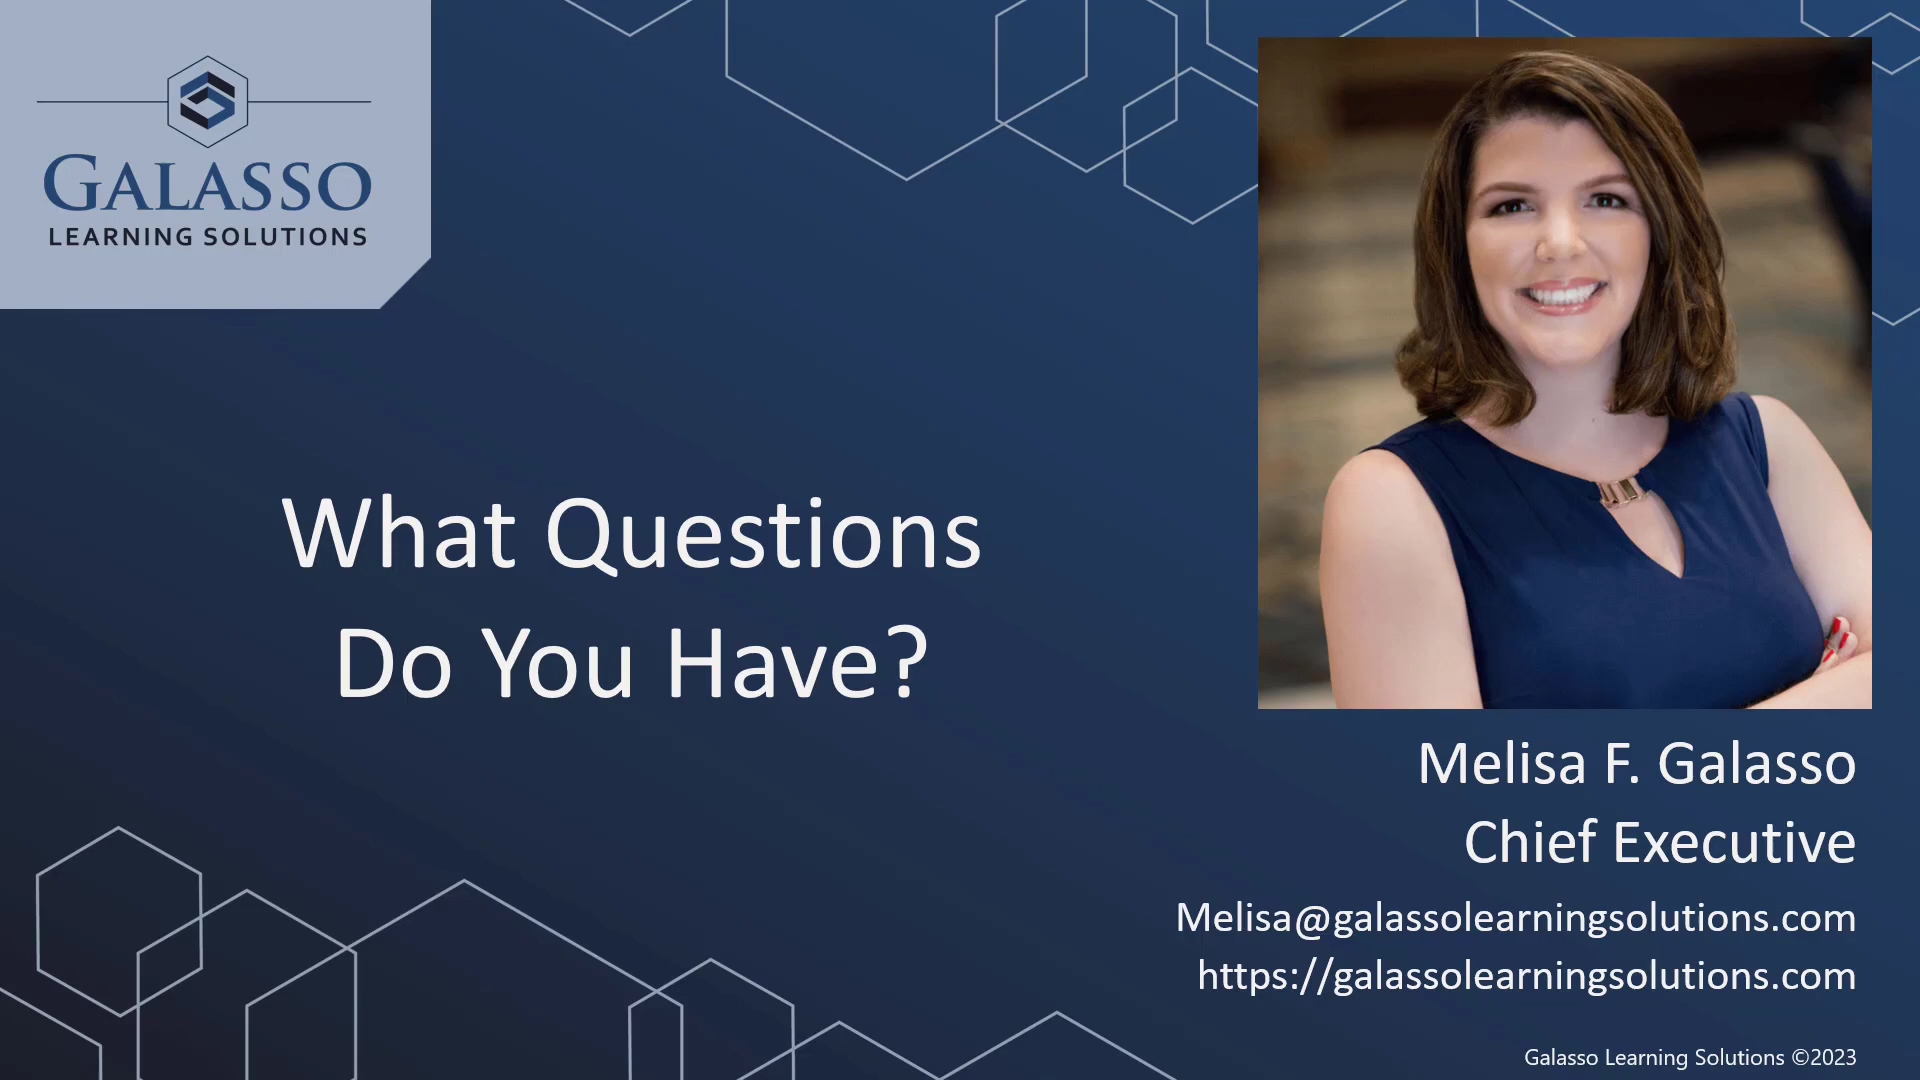 GALASSO
LEARNING SOLUTIONS
What Questions
Do You Have?
Melisa F. Galasso
Chief Executive
Melisa@galassolearningsolutions.com
https://galassolearningsolutions.com
Galasso Learning Solutions ©2023